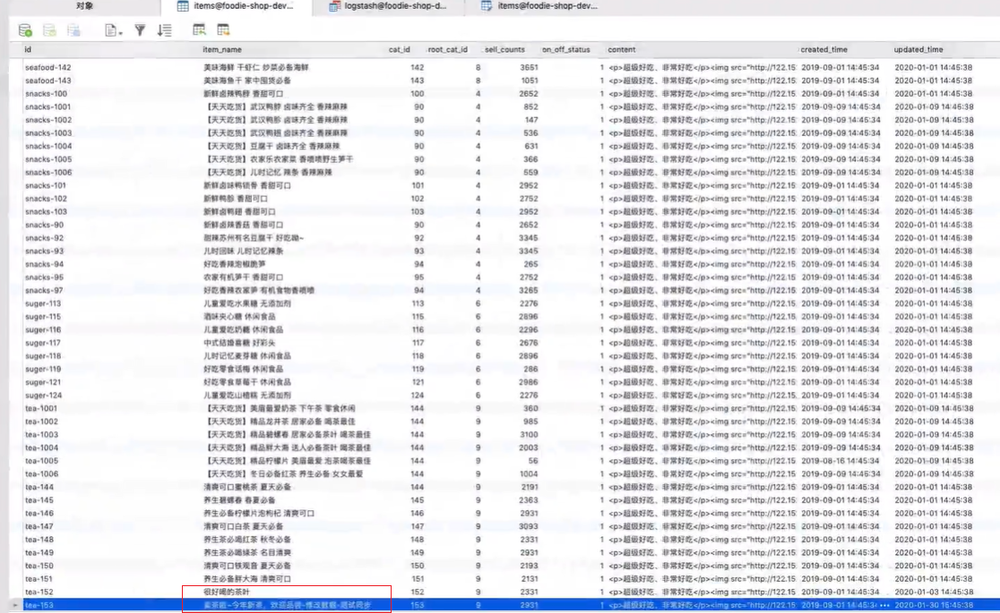 对象 items@foodie-shop-dev... logstash@foodie-shop-d... items@foodie-shop-dev...
id item_name cat_id root_cat_id sell_counts on_off_status content created_time updated_time
seafood-142 美味海鲜 干虾仁 炒菜必备海鲜 142 8 3651 1 <p>超级好吃、非常好吃</p><img src="http://122.15 2019-09-01 14:45:34 2020-01-01 14:45:38
seafood-143 美味海鱼干 家中囤货必备 143 8 1051 1 <p>超级好吃、非常好吃</p><img src="http://122.15 2019-09-01 14:45:34 2020-01-01 14:45:38
snacks-100 新鲜卤辣鸭脖 香甜可口 100 4 2652 1 <p>超级好吃、非常好吃</p><img src="http://122.15 2019-09-01 14:45:34 2020-01-01 14:45:38
snacks-1001 【天天吃货】武汉鸭脖 卤味齐全 香辣麻辣 90 4 852 1 <p>超级好吃、非常好吃</p><img src="http://122.15 2019-09-09 14:45:34 2020-01-09 14:45:38
snacks-1002 【天天吃货】武汉鸭 卤味齐全 香辣麻辣 90 4 147 1 <p>超级好吃、非常好吃</p><img src="http://122.15 2019-09-09 14:45:34 2020-01-09 14:45:38
snacks-1003 【天天吃货】武汉鸭翅 卤味齐全 香辣麻辣 90 4 536 1 <p>超级好吃、非常好吃</p><img src="http://122.15 2019-09-09 14:45:34 2020-01-09 14:45:38
snacks-1004 【天天吃货】豆腐干 卤味齐全 香辣麻辣 90 4 631 1 <p>超级好吃、非常好吃</p><img src="http://122.15 2019-09-09 14:45:34 2020-01-09 14:45:38
snacks-1005 【天天吃货】农家乐农家菜 香喷喷野生笋干 90 4 366 1 <p>超级好吃、非常好吃</p><img src="http://122.15 2019-09-09 14:45:34 2020-01-09 14:45:38
snacks-1006 【天天吃货】儿时记忆 辣条 香辣麻辣 90 4 559 1 <p>超级好吃、非常好吃</p><img src="http://122.15 2019-09-09 14:45:34 2020-01-09 14:45:38
snacks-101 新鲜卤味鸭锁骨 香甜可口 101 4 2952 1 <p>超级好吃、非常好吃</p><img src="http://122.15 2019-09-01 14:45:34 2020-01-01 14:45:38
snacks-102 新鲜鸭 香甜可口 102 4 2752 1 <p>超级好吃、非常好吃</p><img src="http://122.15 2019-09-01 14:45:34 2020-01-01 14:45:38
snacks-103 新鲜卤鸭翅 香甜可口 103 4 2952 1 <p>超级好吃、非常好吃</p><img src="http://122.15 2019-09-01 14:45:34 2020-01-01 14:45:38
snacks-90 新鲜卤辣香菇 香甜可口 90 4 2652 1 <p>超级好吃、非常好吃</p><img src="http://122.15 2019-09-01 14:45:34 2020-01-01 14:45:38
snacks-92 甜辣苏州有名豆腐干 好吃呦~ 92 4 3345 1 <p>超级好吃、非常好吃</p><img src="http://122.15 2019-09-01 14:45:34 2020-01-01 14:45:38
snacks-93 儿时回味 儿时记忆辣条 93 4 3345 1 <p>超级好吃、非常好吃</p><img src="http://122.15 2019-09-01 14:45:34 2020-01-01 14:45:38
snacks-94 好吃香辣泡椒脆笋 94 4 265 1 <p>超级好吃、非常好吃</p><img src="http://122.15 2019-09-01 14:45:34 2020-01-01 14:45:38
snacks-95 农家有机笋干 香甜可口 95 4 2752 1 <p>超级好吃、非常好吃</p><img src="http://122.15 2019-09-01 14:45:34 2020-01-01 14:45:38
snacks-97 好吃香辣农家笋 有机食物香喷喷 94 4 3265 1 <p>超级好吃、非常好吃</p><img src="http://122.15 2019-09-01 14:45:34 2020-01-01 14:45:38
suger-113 儿童爱吃水果糖 无添加剂 113 6 2276 1 <p>超级好吃、非常好吃</p><img src="http://122.15 2019-09-01 14:45:34 2020-01-01 14:45:38
suger-115 酒味夹心糖 休闲食品 115 6 2896 1 <p>超级好吃、非常好吃</p><img src="http://122.15 2019-09-01 14:45:34 2020-01-01 14:45:38
suger-116 儿童爱吃奶糖 休闲食品 116 6 2296 1 <p>超级好吃、非常好吃</p><img src="http://122.15 2019-09-01 14:45:34 2020-01-01 14:45:38
suger-117 中式结婚喜糖 好彩头 117 6 2676 1 <p>超级好吃、非常好吃</p><img src="http://122.15 2019-09-01 14:45:34 2020-01-01 14:45:38
suger-118 儿时记忆麦芽糖 休闲食品 118 6 2896 1 <p>超级好吃、非常好吃</p><img src="http://122.15 2019-09-01 14:45:34 2020-01-01 14:45:38
suger-119 好吃零食话梅 休闲食品 119 6 286 1 <p>超级好吃、非常好吃</p><img src="http://122.15 2019-09-01 14:45:34 2020-01-01 14:45:38
suger-121 好吃零食草莓干 休闲食品 121 6 2986 1 <p>超级好吃、非常好吃</p><img src="http://122.15 2019-09-01 14:45:34 2020-01-01 14:45:38
suger-124 儿童爱吃山楂糕 无添加剂 124 6 2276 1 <p>超级好吃、非常好吃</p><img src="http://122.15 2019-09-01 14:45:34 2020-01-01 14:45:38
tea-1001 【天天吃货】美眉最爱奶茶 下午茶 零食休闲 144 9 360 1 <p>超级好吃、非常好吃</p><img src="http://122.15 2019-09-09 14:45:34 2020-01-09 14:45:38
tea-1002 【天天吃货】精品龙井茶 居家必备 喝茶最佳 144 9 985 1 <p>超级好吃、非常好吃</p><img src="http://122.15 2019-09-09 14:45:34 2020-01-09 14:45:38
tea-1003 【天天吃货】精品碧螺春 居家必备茶叶 喝茶最佳 144 9 3100 1 <p>超级好吃、非常好吃</p><img src="http://122.15 2019-09-09 14:45:34 2020-01-09 14:45:38
tea-1004 【天天吃货】精品胖大海 送人必备茶叶 喝茶最佳 144 9 2003 1 <p>超级好吃、非常好吃</p><img src="http://122.15 2019-09-09 14:45:34 2020-01-09 14:45:38
tea-1005 【天天吃货】精品柠檬片 美眉最爱 泡茶喝茶最佳 144 9 56 1 <p>超级好吃、非常好吃</p><img src="http://122.15 2019-08-16 14:45:34 2020-01-09 14:45:38
tea-1006 【天天吃货】冬日必备红茶 养生必备 女女最爱 144 9 1004 1 <p>超级好吃、非常好吃</p><img src="http://122.15 2019-09-09 14:45:34 2020-01-09 14:45:38
tea-144 清爽可口蜜桃茶 夏天必备 144 9 2191 1 <p>超级好吃、非常好吃</p><img src="http://122.15 2019-09-01 14:45:34 2020-01-01 14:45:38
tea-145 养生碧螺春 春夏必备 145 9 2363 1 <p>超级好吃、非常好吃</p><img src="http://122.15 2019-09-01 14:45:34 2020-01-01 14:45:38
tea-146 养生必备柠檬片泡枸杞 清爽可口 146 9 2931 1 <p>超级好吃、非常好吃</p><img src="http://122.15 2019-09-01 14:45:34 2020-01-01 14:45:38
tea-147 清爽可口白茶 夏天必备 147 9 3093 1 <p>超级好吃、非常好吃</p><img src="http://122.15 2019-09-01 14:45:34 2020-01-01 14:45:38
tea-148 养生茶必喝红茶 秋冬必备 148 9 2331 1 <p>超级好吃、非常好吃</p><img src="http://122.15 2019-09-01 14:45:34 2020-01-01 14:45:38
tea-149 养生茶必喝绿茶 名目清爽 149 9 2931 1 <p>超级好吃、非常好吃</p><img src="http://122.15 2019-09-01 14:45:34 2020-01-01 14:45:38
tea-150 清爽可口铁观音 夏天必备 150 9 2193 1 <p>超级好吃、非常好吃</p><img src="http://122.15 2019-09-01 14:45:34 2020-01-01 14:45:38
tea-151 养生必备胖大海 清爽可口 151 9 2131 1 <p>超级好吃、非常好吃</p><img src="http://122.15 2019-09-01 14:45:34 2020-01-01 14:45:38
tea-152 很好喝的茶叶 152 9 2331 1 <p>超级好吃、非常好吃</p><img src="http://122.15 2019-09-01 14:45:34 2020-01-03 14:45:38
tea-153 今年新茶，欢迎品尝~修改数据~测试同步 153 9 2931 1 <p>超级好吃、非常好吃</p><img src="http://122.15 2019-09-01 14:45:3 ••• 2020-01-30 16:45:38